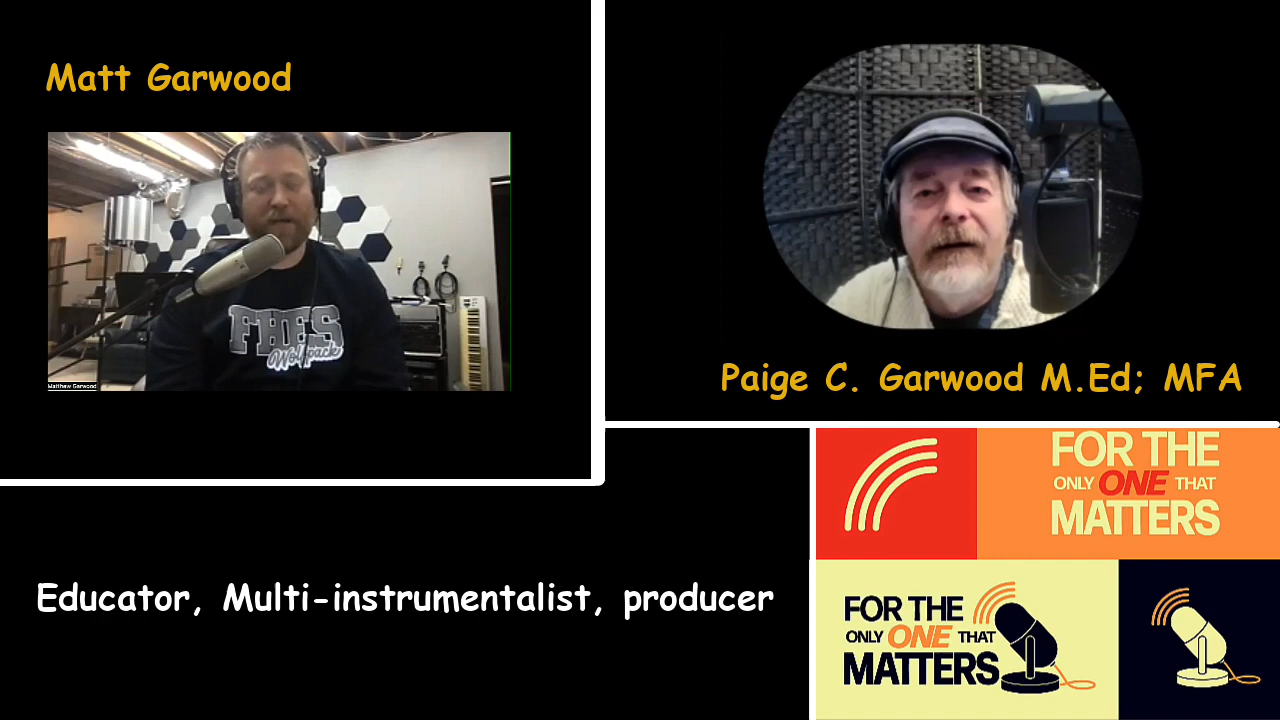 Matt Garwood
FHES
Wolfpack
Matthew Garwood
Paige C. Garwood M.Ed; MFA
Educator, Multi-instrumentalist, producer
FOR THE
ONLY ONE THAT
MATTERS
FOR THE
ONLY ONE THAT
MATTERS